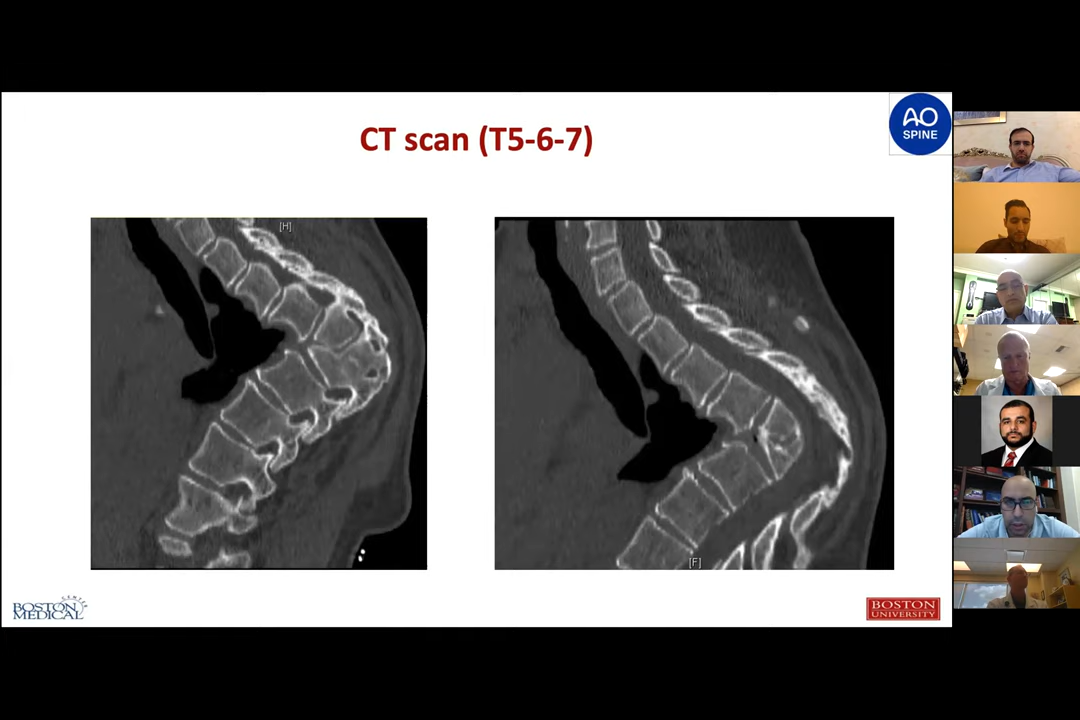 CT scan (T5-6-7)
AO
SPINE
[H]
[F]
BOSTON
MEDICAL
CENTER
BOSTON
UNIVERSITY